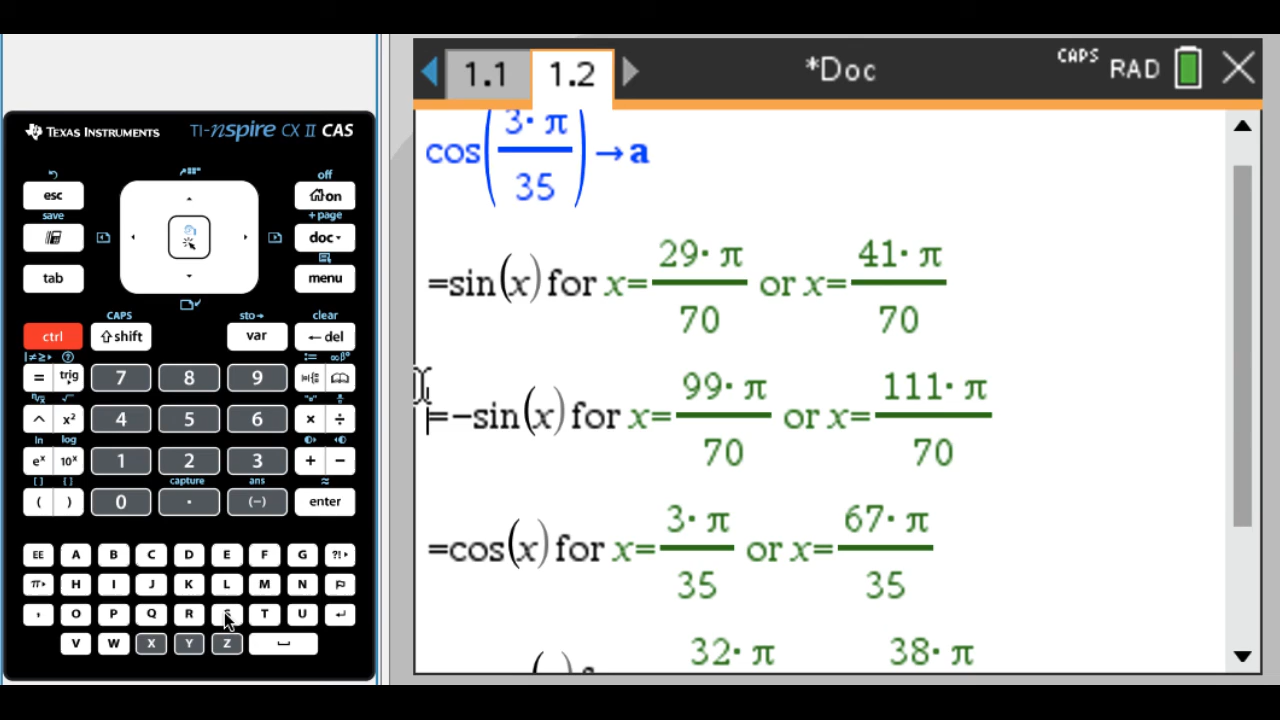 TEXAS INSTRUMENTS TI-nspire CX II CAS
esc
save
tab
off
on
+ page
doc
menu
CAPS sto→ clear
ctrl shift var ←del
= trig 7 8 9
^ x² 4 5 6 × ÷
ln log
eˣ 10ˣ 1 2 3 + −
[ ] { } capture ans ≈
( ) 0 . (−) enter
EE A B C D E F G ?!▸
π▸ H I J K L M N
, O P Q R S T U ↵
V W X Y Z
1.1 1.2 *Doc CAPS RAD
cos(3·π/35)→a
=sin(x) for x=29·π/70 or x=41·π/70
=−sin(x) for x=99·π/70 or x=111·π/70
=cos(x) for x=3·π/35 or x=67·π/35
32·π 38·π